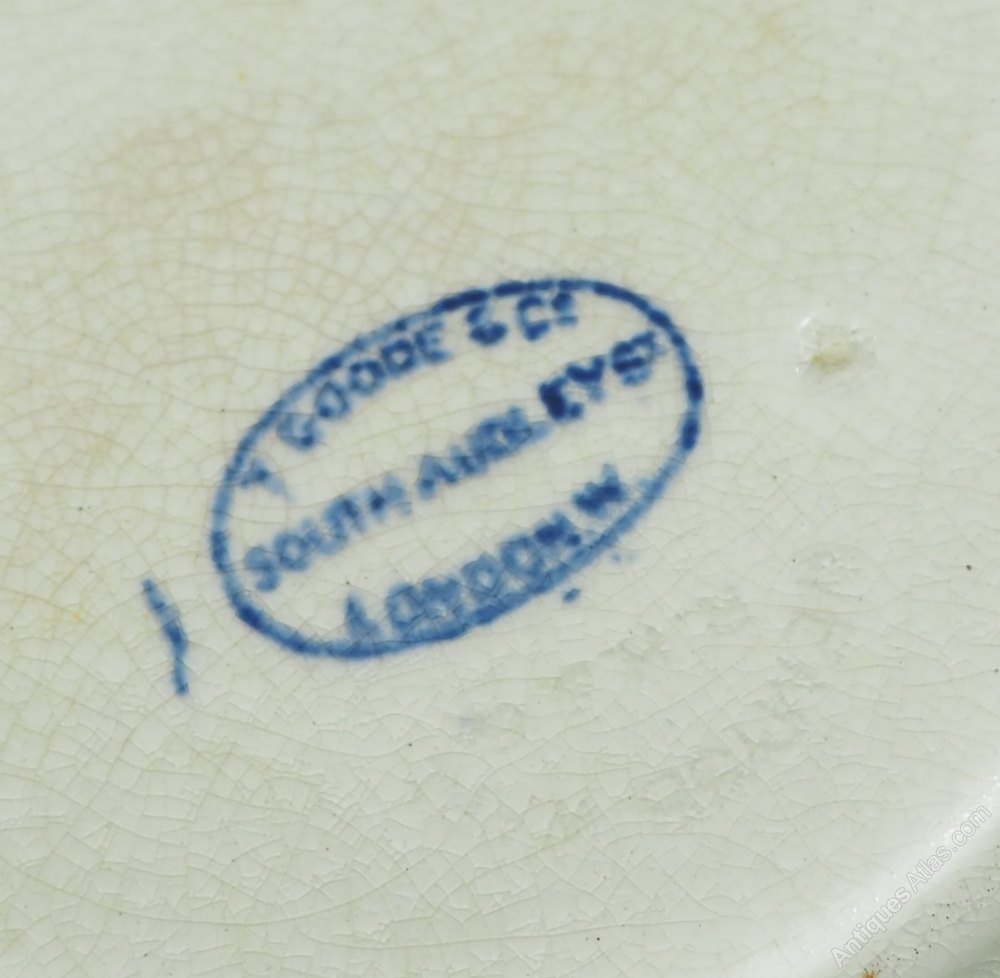 T GOODE & Co
SOUTH AUDLEY ST
LONDON W.
AntiquesAtlas.com